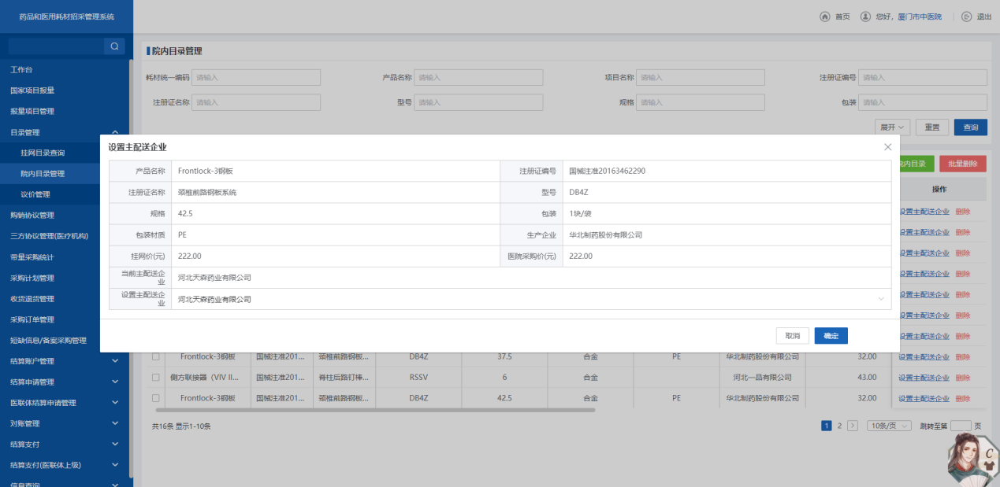 药品和医用耗材招采管理系统
首页 您好, 厦门市中医院 退出
工作台
国家项目报量
报量项目管理
目录管理
挂网目录查询
院内目录管理
议价管理
购销协议管理
三方协议管理(医疗机构)
带量采购统计
采购计划管理
收货退货管理
采购订单管理
短缺信息/备案采购管理
结算账户管理
结算申请管理
医联体结算申请管理
对账管理
结算支付
结算支付(医联体上级)
信息查询
院内目录管理
耗材统一编码 请输入 产品名称 请输入 项目名称 请输入 注册证编号 请输入
注册证名称 请输入 型号 请输入 规格 请输入 包装 请输入
展开 重置 查询
院内目录 批量删除
操作
设置主配送企业 删除
设置主配送企业 删除
设置主配送企业 删除
设置主配送企业 删除
设置主配送企业 删除
设置主配送企业 删除
设置主配送企业 删除
设置主配送企业
产品名称 Frontlock-3钢板 注册证编号 国械注准20163462290
注册证名称 颈椎前路钢板系统 型号 DB4Z
规格 42.5 包装 1块/袋
包装材质 PE 生产企业 华北制药股份有限公司
挂网价(元) 222.00 医院采购价(元) 222.00
当前主配送企业 河北天森药业有限公司
设置主配送企业 河北天森药业有限公司
取消 确定
Frontlock-3钢板 国械注准201... 颈椎前路钢板... DB4Z 37.5 合金 PE 华北制药股份有限公司 32.00 设置主配送企业 删除
侧方联接器（VIV II... 国械注准201... 脊柱后路钉棒... RSSV 6 合金 河北一品有限公司 43.00 设置主配送企业 删除
Frontlock-3钢板 国械注准201... 颈椎前路钢板... DB4Z 42.5 合金 PE 华北制药股份有限公司 32.00 设置主配送企业 删除
共16条 显示1-10条
1 2 10条/页 跳转至第 页
C